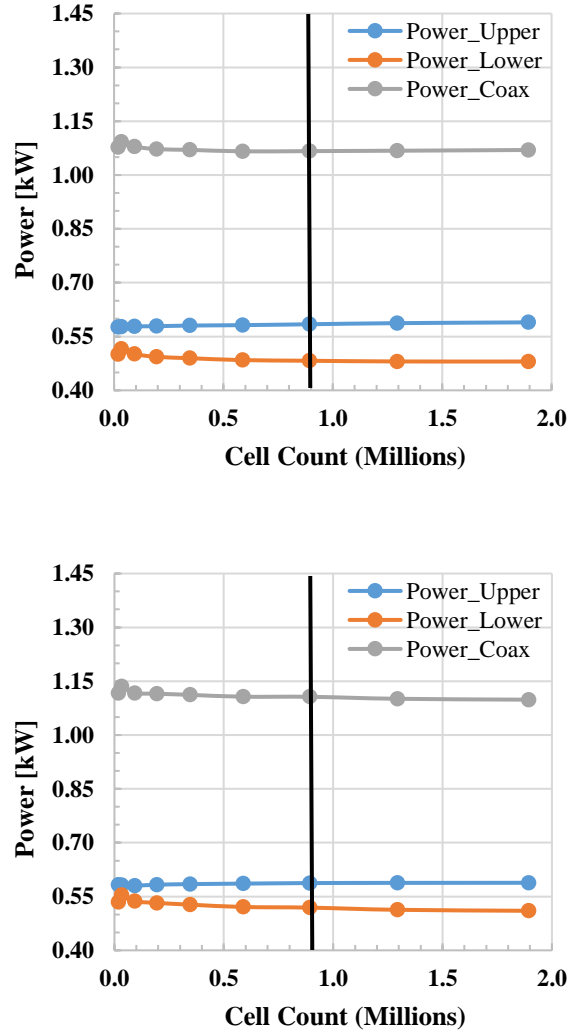 1.45
Power_Upper
1.30
Power_Lower
Power_Coax
1.15
1.00
0.85
0.70
0.55
0.40
Power [kW]
0.0 0.5 1.0 1.5 2.0
Cell Count (Millions)
1.45
Power_Upper
1.30
Power_Lower
Power_Coax
1.15
1.00
0.85
0.70
0.55
0.40
Power [kW]
0.0 0.5 1.0 1.5 2.0
Cell Count (Millions)